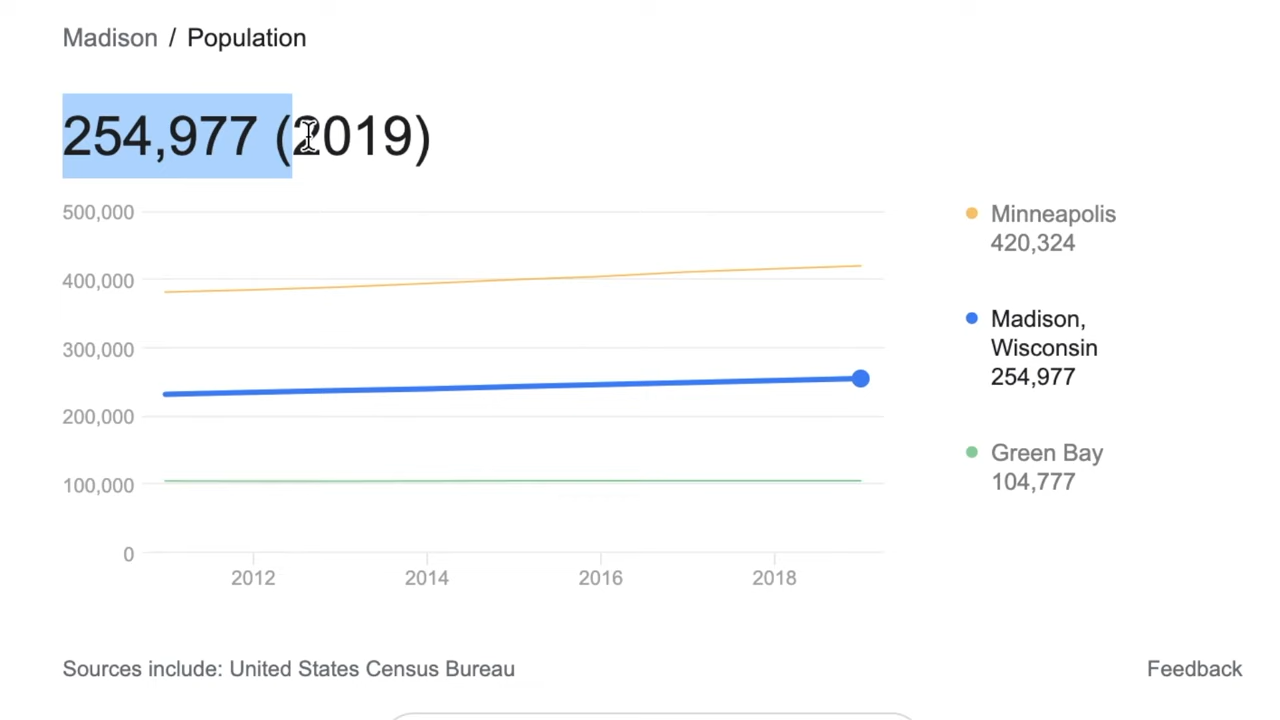 Madison / Population
254,977 (2019)
500,000
400,000
300,000
200,000
100,000
0
2012 2014 2016 2018
Minneapolis
420,324
Madison,
Wisconsin
254,977
Green Bay
104,777
Sources include: United States Census Bureau
Feedback